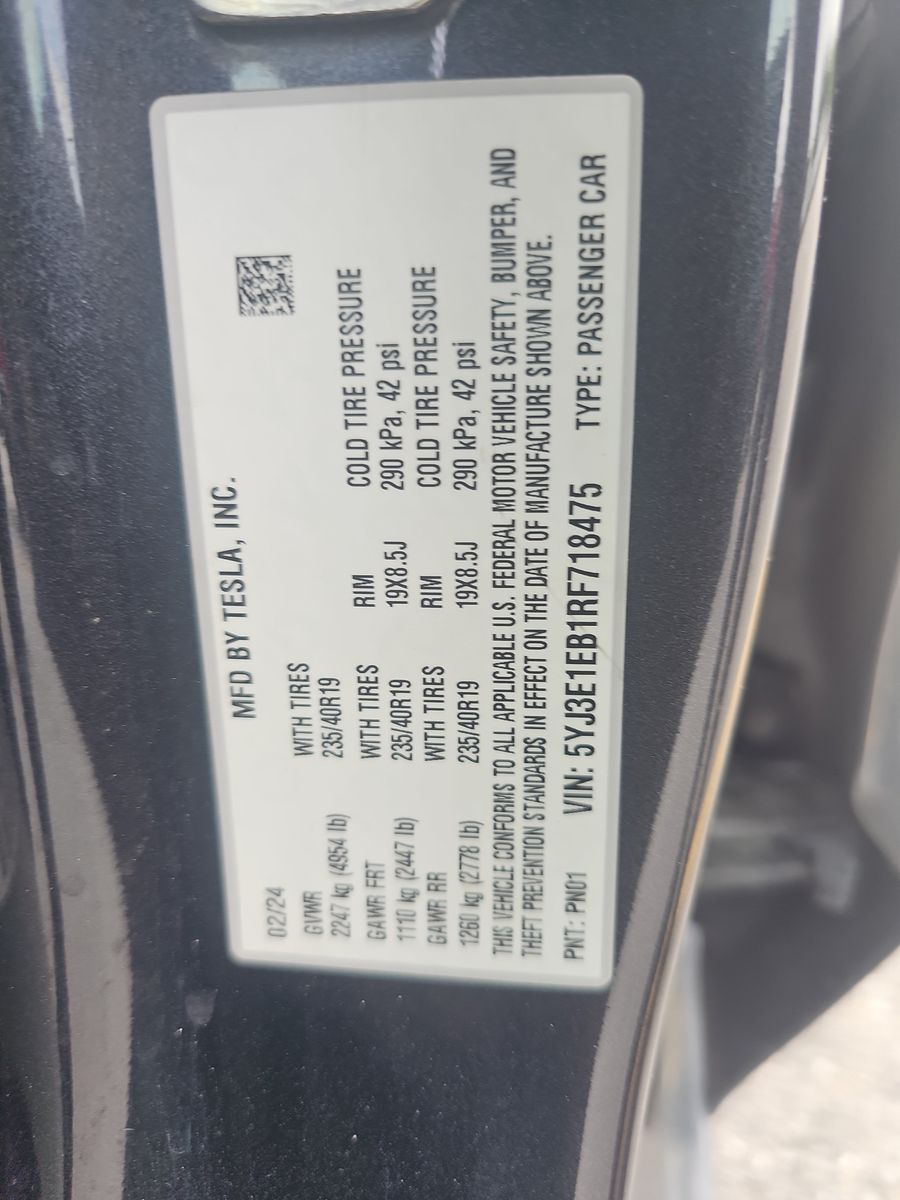 MFD BY TESLA, INC.
02/24
GVWR WITH TIRES
2247 kg (4954 lb) 235/40R19
GAWR FRT WITH TIRES RIM COLD TIRE PRESSURE
1110 kg (2447 lb) 235/40R19 19X8.5J 290 kPa, 42 psi
GAWR RR WITH TIRES RIM COLD TIRE PRESSURE
1260 kg (2778 lb) 235/40R19 19X8.5J 290 kPa, 42 psi
THIS VEHICLE CONFORMS TO ALL APPLICABLE U.S. FEDERAL MOTOR VEHICLE SAFETY, BUMPER, AND
THEFT PREVENTION STANDARDS IN EFFECT ON THE DATE OF MANUFACTURE SHOWN ABOVE.
PNT: PN01 VIN: 5YJ3E1EB1RF718475 TYPE: PASSENGER CAR